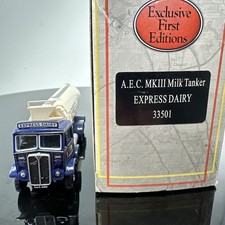 Exclusive
First
Editions
A.E.C. MKIII Milk Tanker
EXPRESS DAIRY
33501
EXPRESS DAIRY